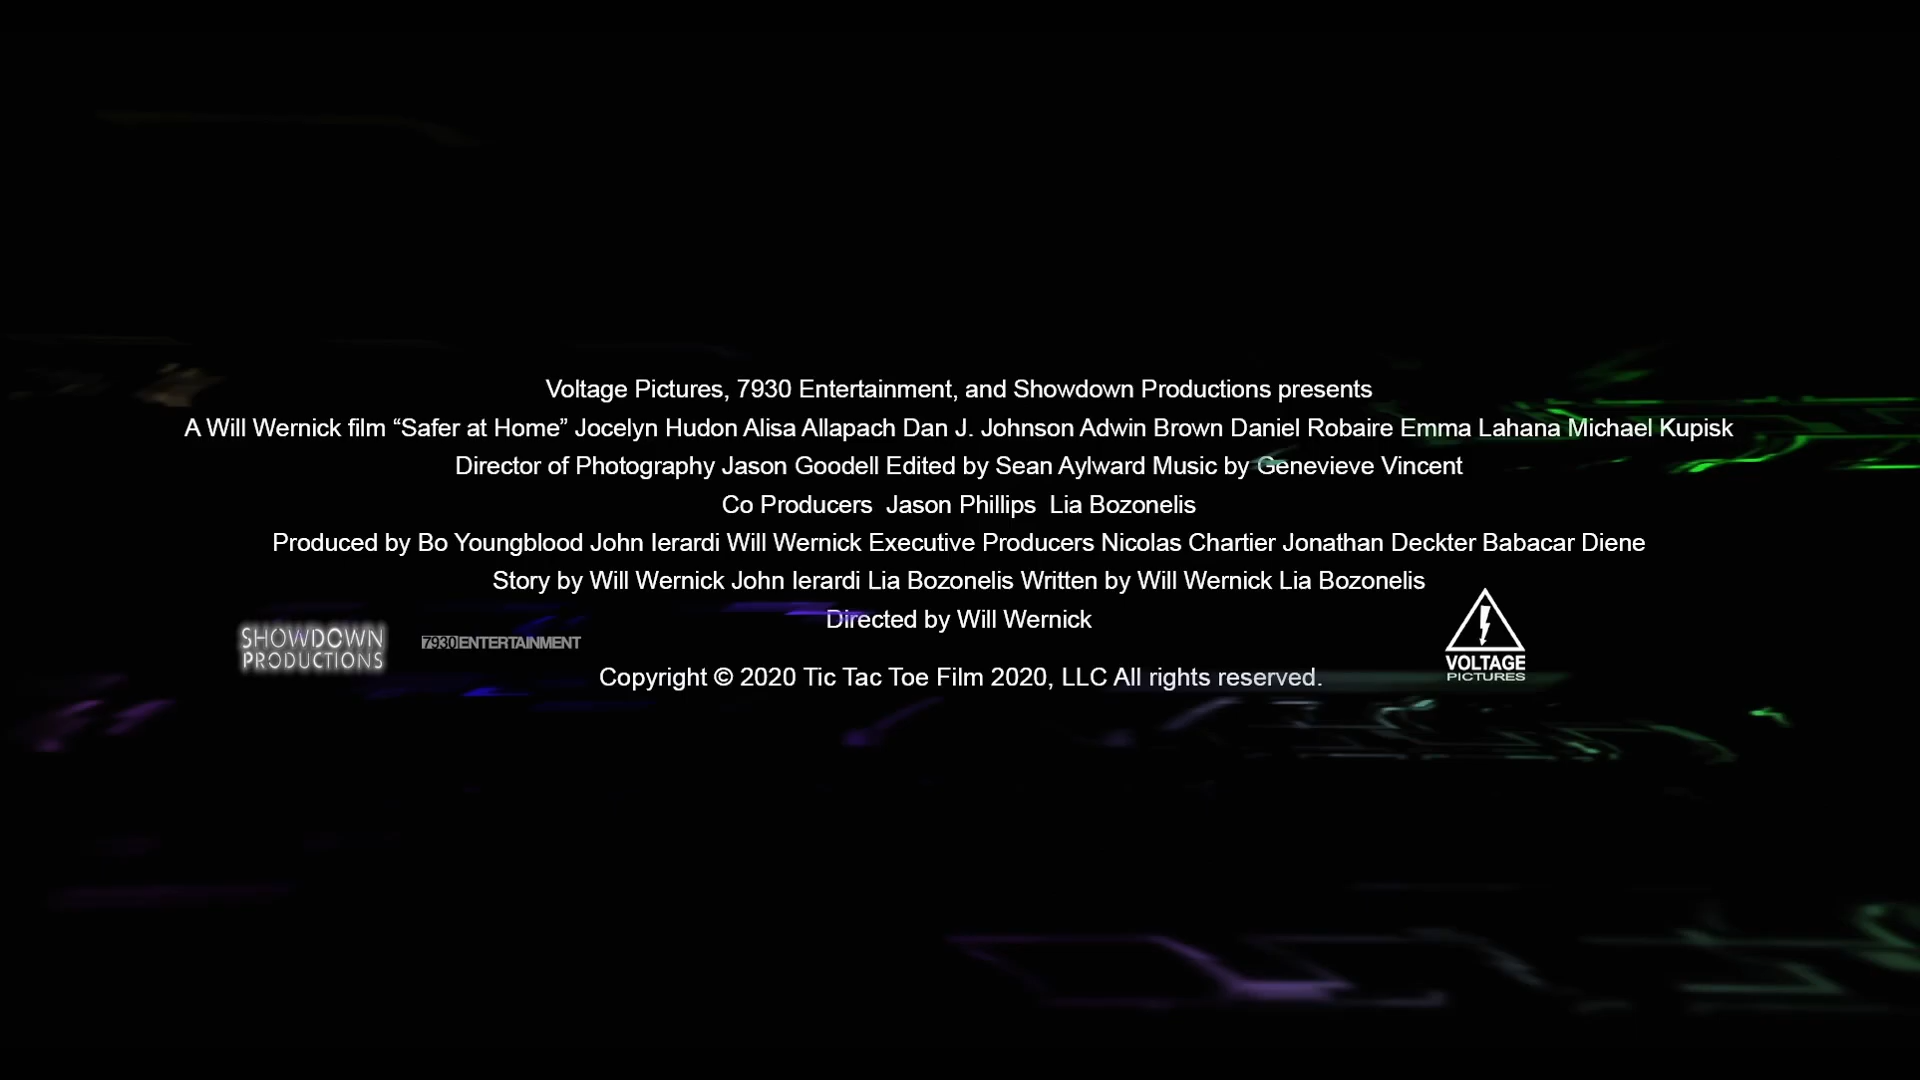 Voltage Pictures, 7930 Entertainment, and Showdown Productions presents
A Will Wernick film “Safer at Home” Jocelyn Hudon Alisa Allapach Dan J. Johnson Adwin Brown Daniel Robaire Emma Lahana Michael Kupisk
Director of Photography Jason Goodell Edited by Sean Aylward Music by Genevieve Vincent
Co Producers  Jason Phillips  Lia Bozonelis
Produced by Bo Youngblood John Ierardi Will Wernick Executive Producers Nicolas Chartier Jonathan Deckter Babacar Diene
Story by Will Wernick John Ierardi Lia Bozonelis Written by Will Wernick Lia Bozonelis
Directed by Will Wernick
SHOWDOWN
PRODUCTIONS
7930 ENTERTAINMENT
VOLTAGE
PICTURES
Copyright © 2020 Tic Tac Toe Film 2020, LLC All rights reserved.